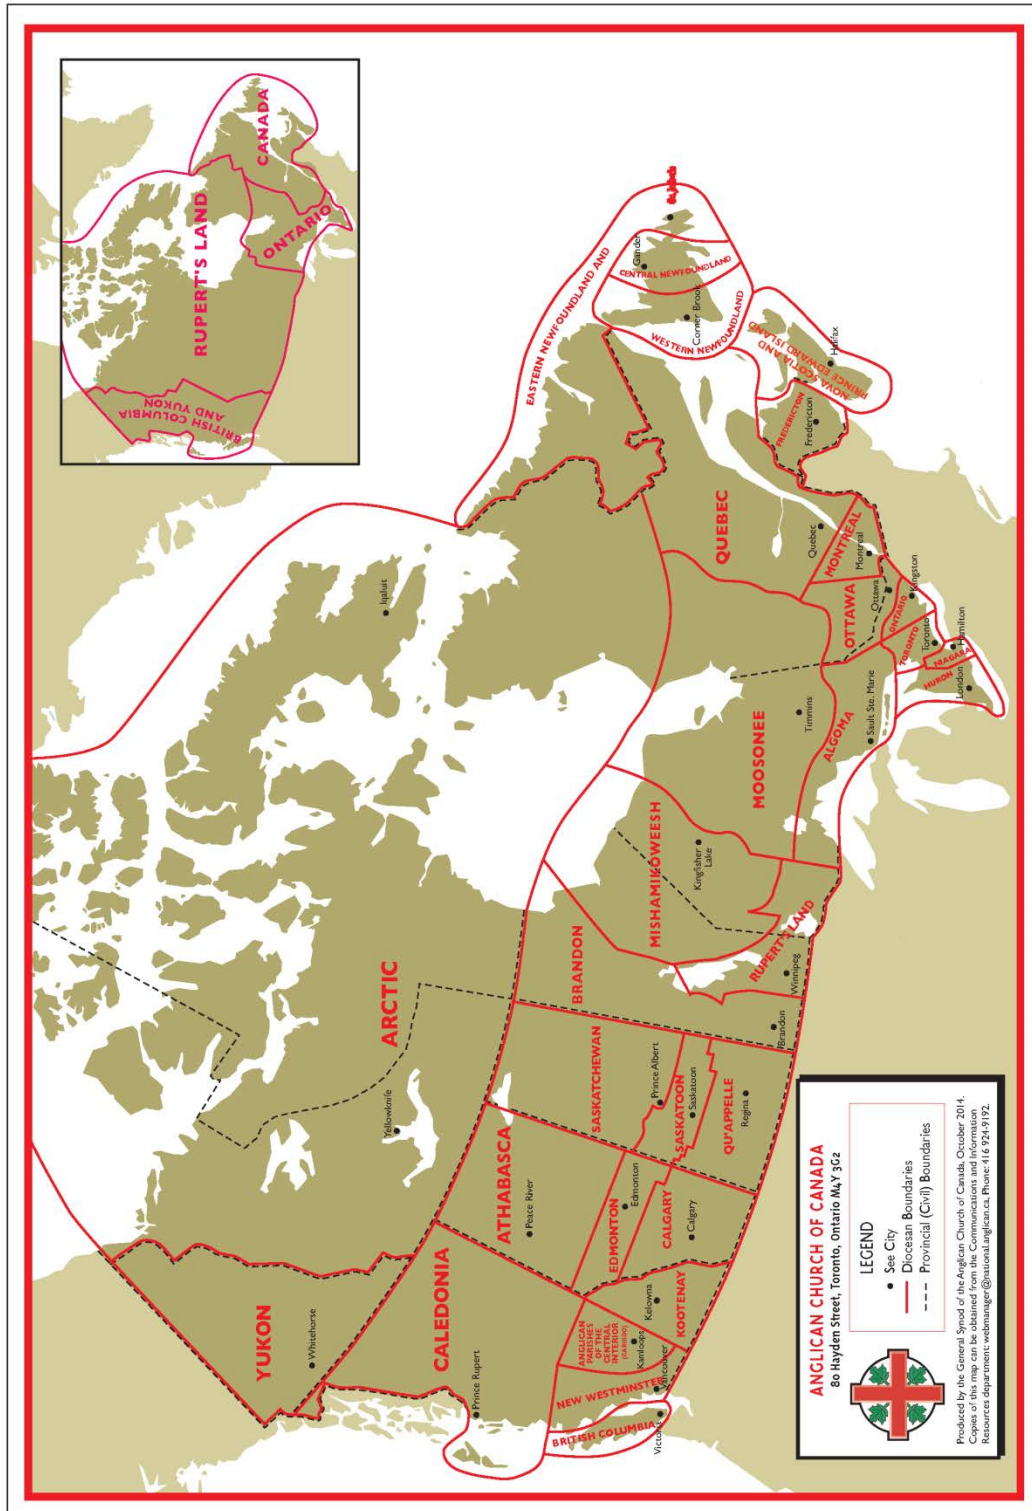 RUPERT'S LAND
CANADA
ONTARIO
BRITISH COLUMBIA
AND YUKON
YUKON
Whitehorse
ARCTIC
Yellowknife
Iqaluit
CALEDONIA
Prince Rupert
ATHABASCA
Peace River
EDMONTON
Edmonton
CALGARY
Calgary
KOOTENAY
Kelowna
ANGLICAN
PARISHES
OF THE
CENTRAL
INTERIOR
(CARIBOO)
Kamloops
NEW WESTMINSTER
Vancouver
BRITISH COLUMBIA
Victoria
SASKATCHEWAN
Prince Albert
SASKATOON
Saskatoon
QU'APPELLE
Regina
BRANDON
Brandon
RUPERT'S LAND
Winnipeg
MISHAMIKOWEESH
Kingfisher
Lake
MOOSONEE
Timmins
ALGOMA
Sault Ste. Marie
QUEBEC
Quebec
MONTREAL
Montreal
OTTAWA
Ottawa
ONTARIO
Kingston
TORONTO
Toronto
NIAGARA
Hamilton
HURON
London
EASTERN NEWFOUNDLAND AND
CENTRAL NEWFOUNDLAND
Gander
WESTERN NEWFOUNDLAND
Corner Brook
NOVA SCOTIA AND
PRINCE EDWARD ISLAND
Halifax
FREDERICTON
Fredericton
ANGLICAN CHURCH OF CANADA
80 Hayden Street, Toronto, Ontario M4Y 3G2
LEGEND
See City
Diocesan Boundaries
Provincial (Civil) Boundaries
Produced by the General Synod of the Anglican Church of Canada, October 2014.
Copies of this map can be obtained from the Communications and Information
Resources department: webmanager@national.anglican.ca, Phone: 416 924-9192.